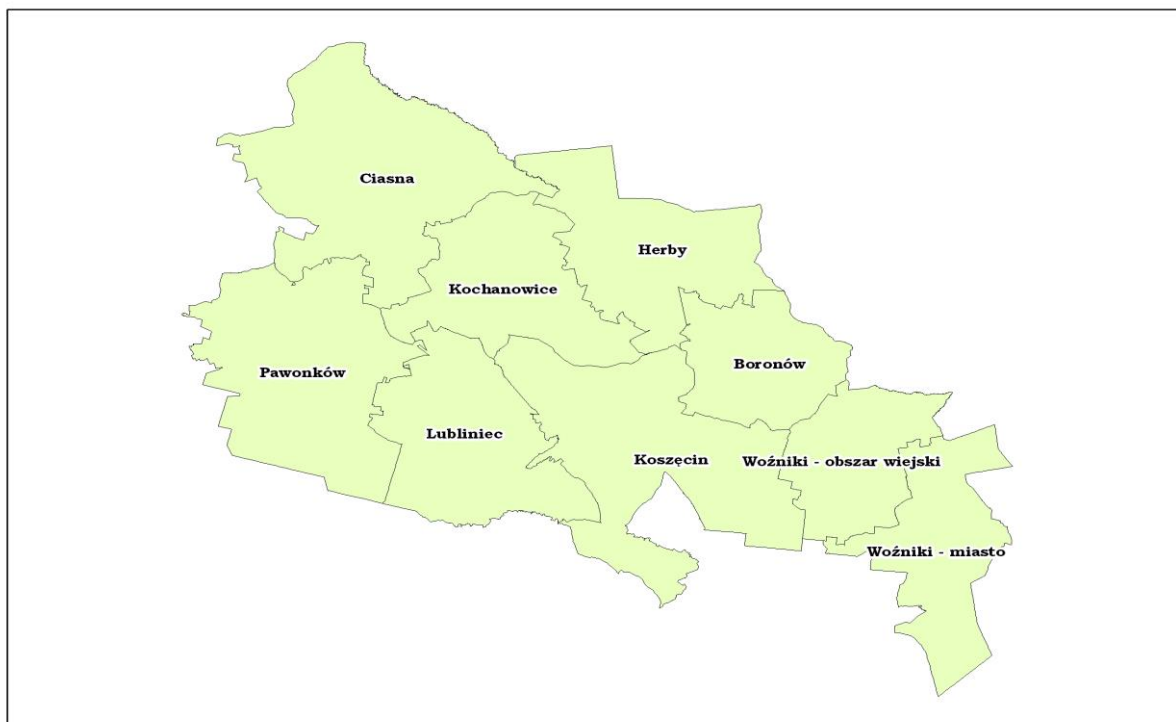 Ciasna
Herby
Kochanowice
Boronów
Pawonków
Lubliniec
Koszęcin
Woźniki - obszar wiejski
Woźniki - miasto